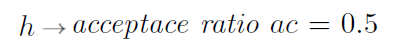 h → acceptace ratio ac = 0.5